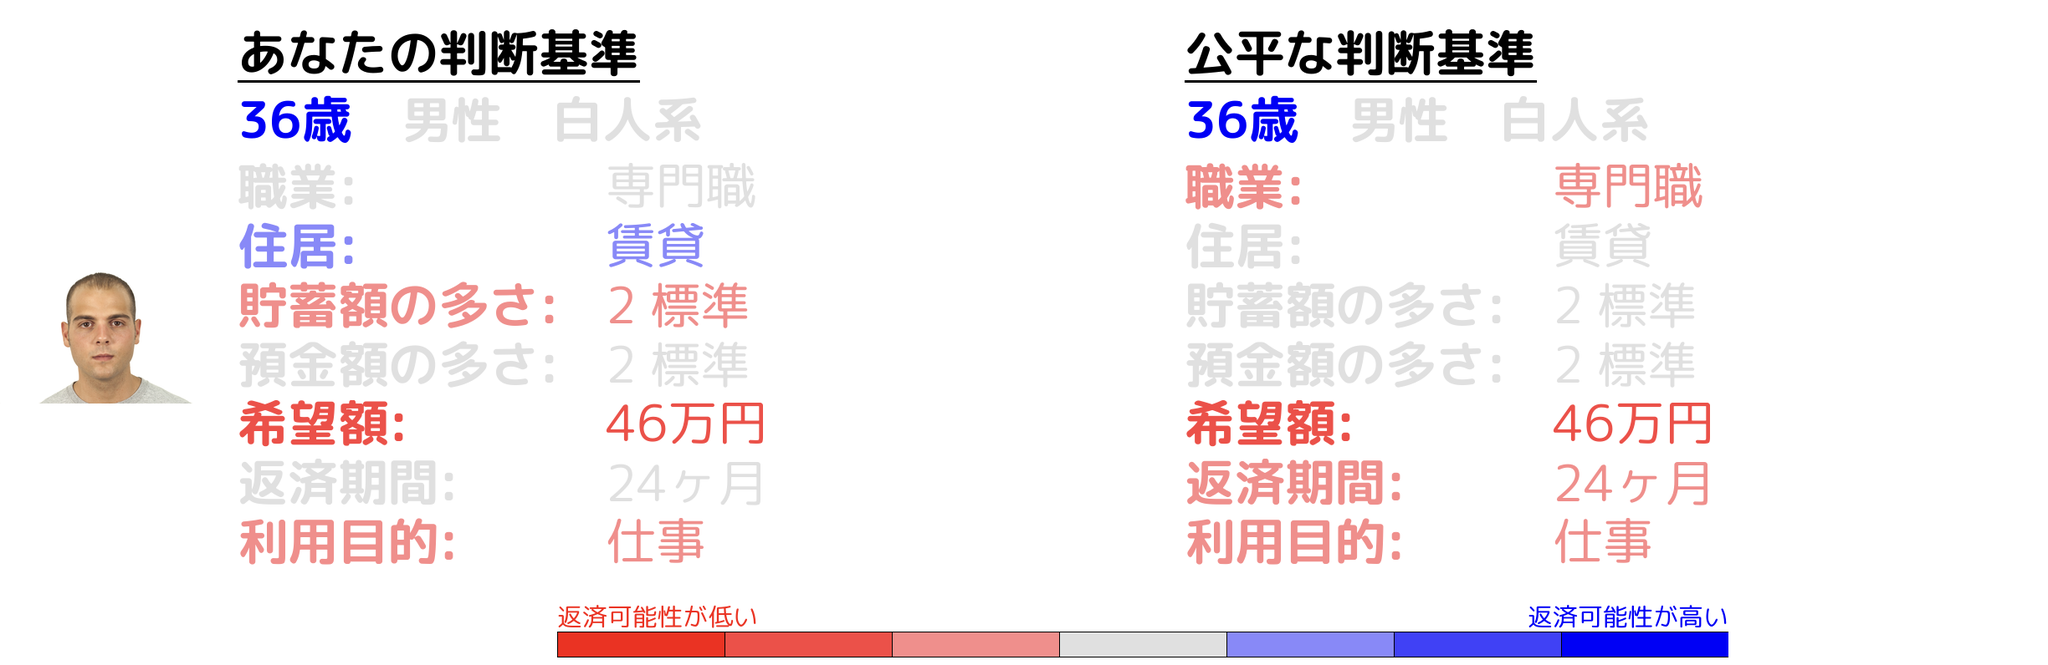 あなたの判断基準
36歳 男性 白人系
職業: 専門職
住居: 賃貸
貯蓄額の多さ: 2 標準
預金額の多さ: 2 標準
希望額: 46万円
返済期間: 24ヶ月
利用目的: 仕事
公平な判断基準
36歳 男性 白人系
職業: 専門職
住居: 賃貸
貯蓄額の多さ: 2 標準
預金額の多さ: 2 標準
希望額: 46万円
返済期間: 24ヶ月
利用目的: 仕事
返済可能性が低い
返済可能性が高い